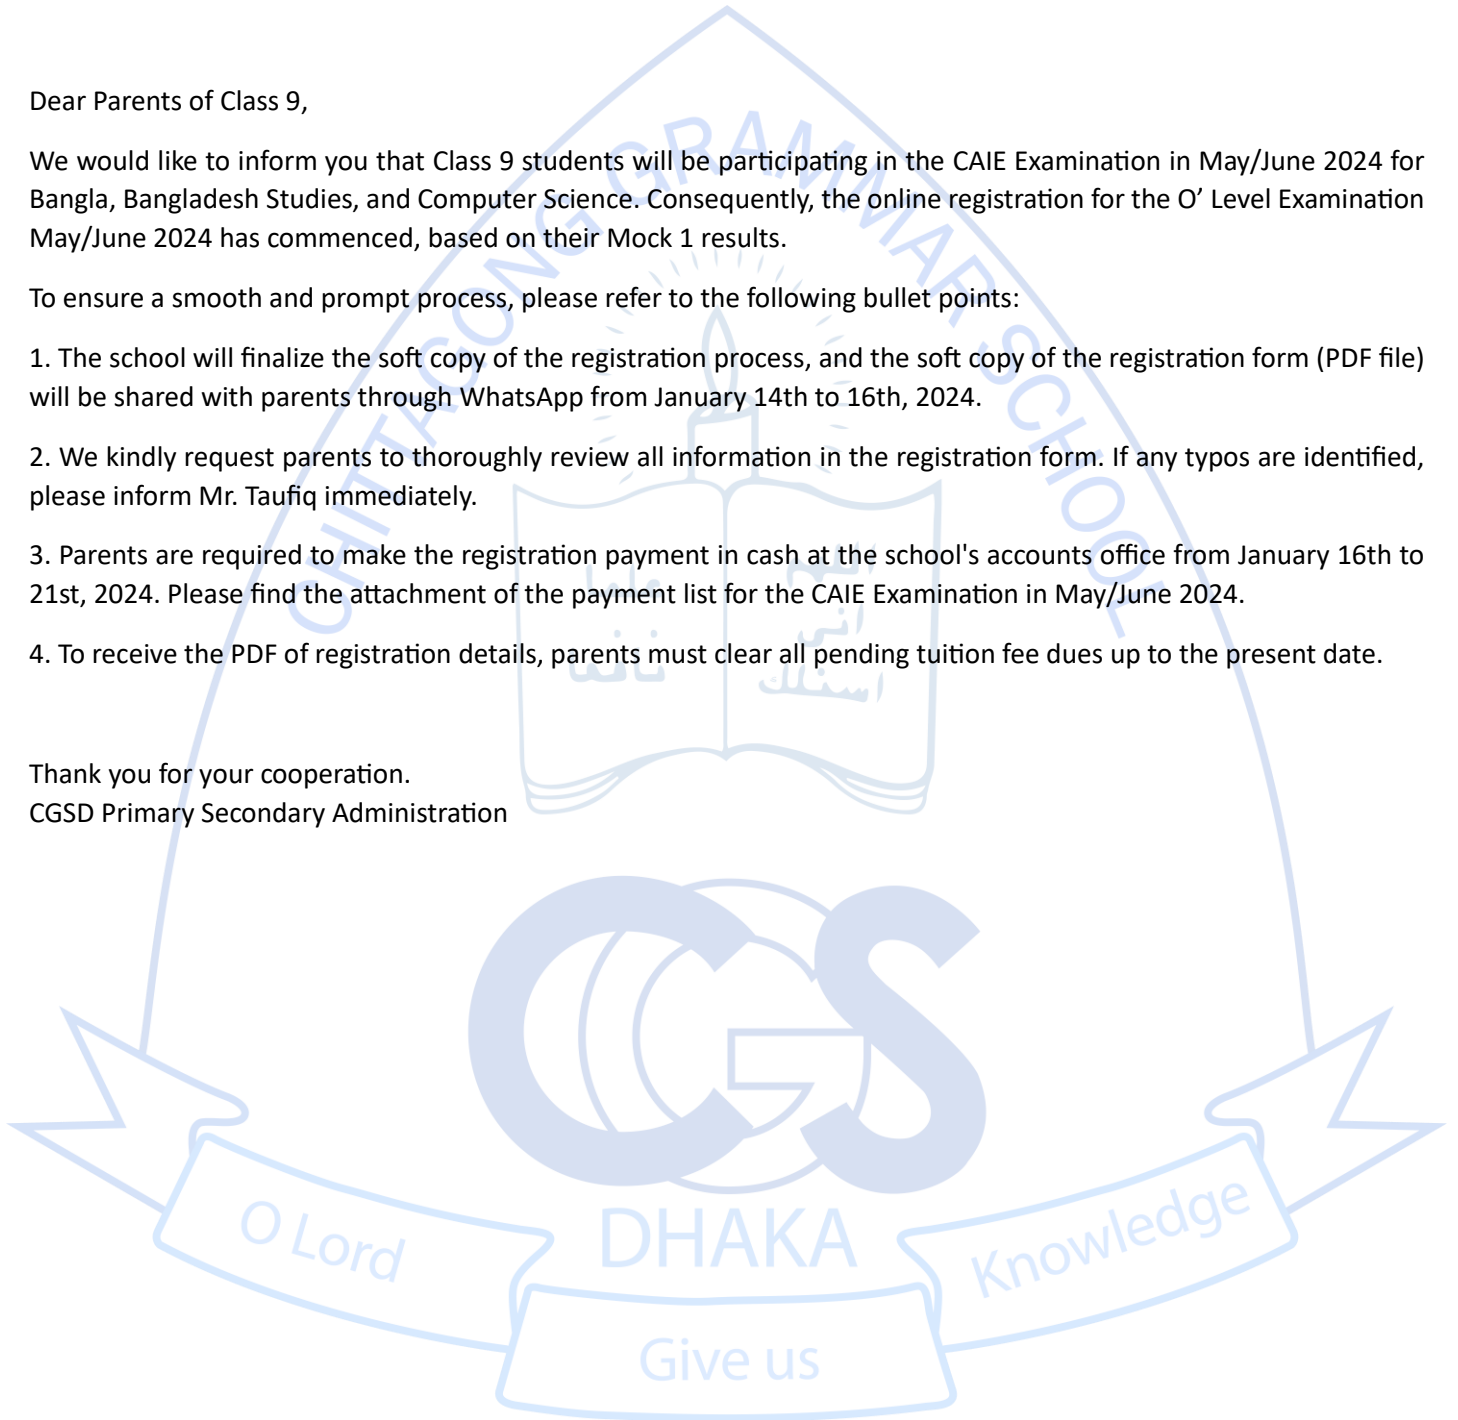 Dear Parents of Class 9,
We would like to inform you that Class 9 students will be participating in the CAIE Examination in May/June 2024 for
Bangla, Bangladesh Studies, and Computer Science. Consequently, the online registration for the O’ Level Examination
May/June 2024 has commenced, based on their Mock 1 results.
To ensure a smooth and prompt process, please refer to the following bullet points:
1. The school will finalize the soft copy of the registration process, and the soft copy of the registration form (PDF file)
will be shared with parents through WhatsApp from January 14th to 16th, 2024.
2. We kindly request parents to thoroughly review all information in the registration form. If any typos are identified,
please inform Mr. Taufiq immediately.
3. Parents are required to make the registration payment in cash at the school's accounts office from January 16th to
21st, 2024. Please find the attachment of the payment list for the CAIE Examination in May/June 2024.
4. To receive the PDF of registration details, parents must clear all pending tuition fee dues up to the present date.
Thank you for your cooperation.
CGSD Primary Secondary Administration
CHITTAGONG GRAMMAR SCHOOL
اللهم
اني
اسئلك
علما
نافعا
CGS
DHAKA
O Lord
Give us
Knowledge